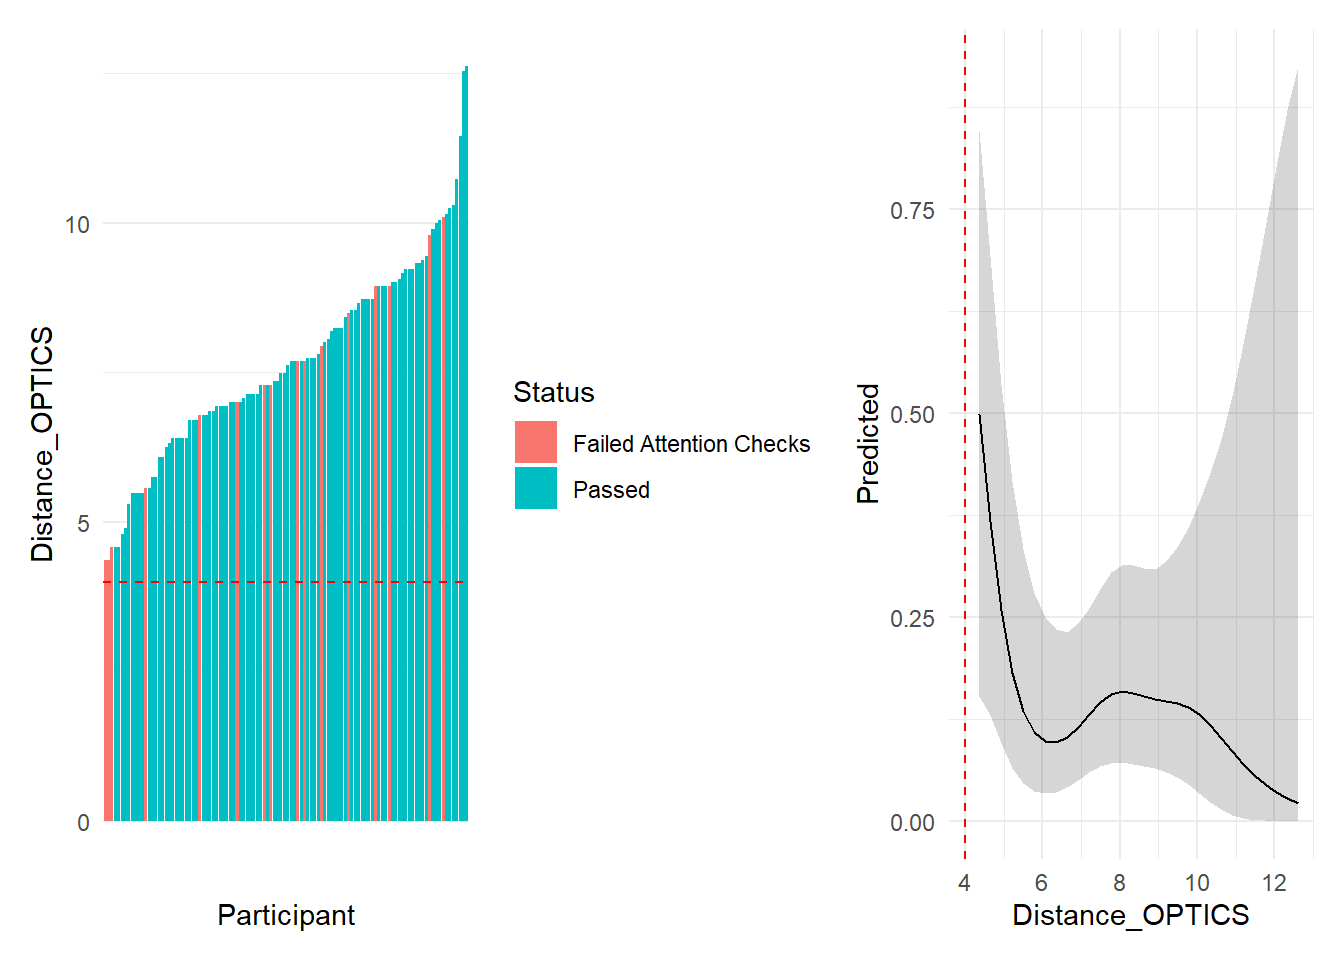 Distance_OPTICS
10
5
0
Participant
Status
Failed Attention Checks
Passed
Predicted
0.75
0.50
0.25
0.00
4 6 8 10 12
Distance_OPTICS